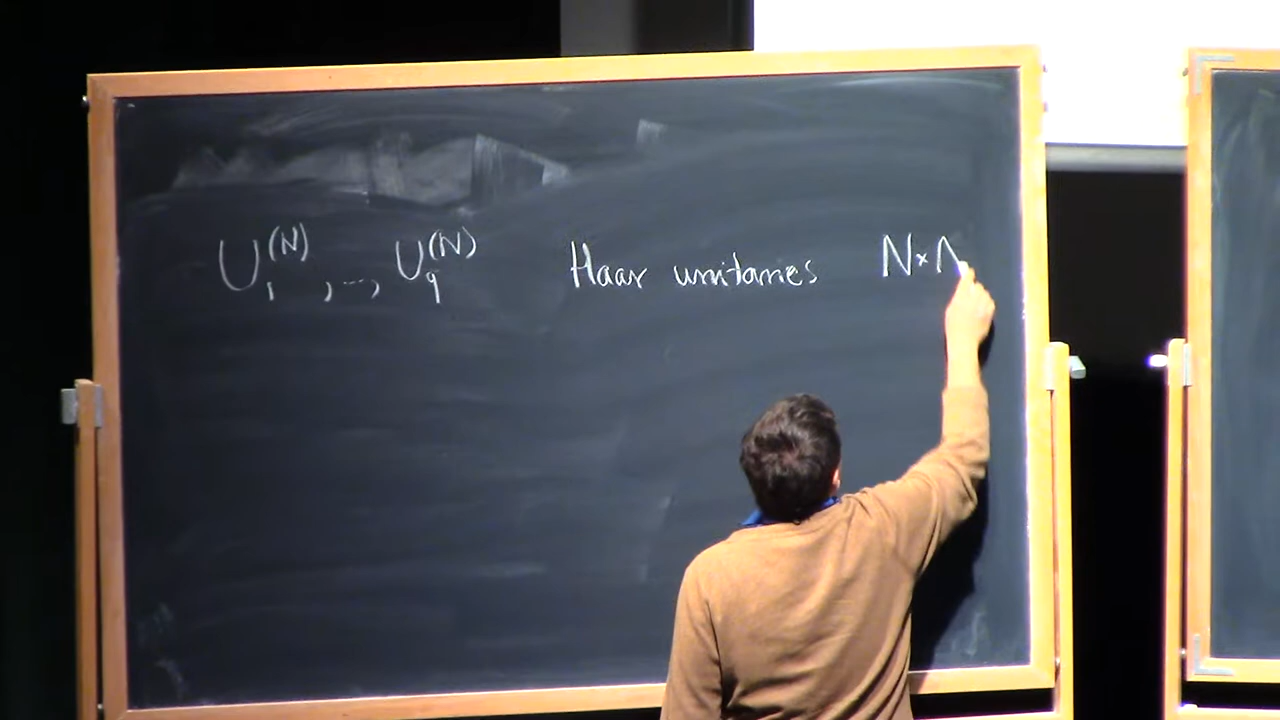 U₁⁽ᴺ⁾, ..., U_q⁽ᴺ⁾ Haar unitaries N × N